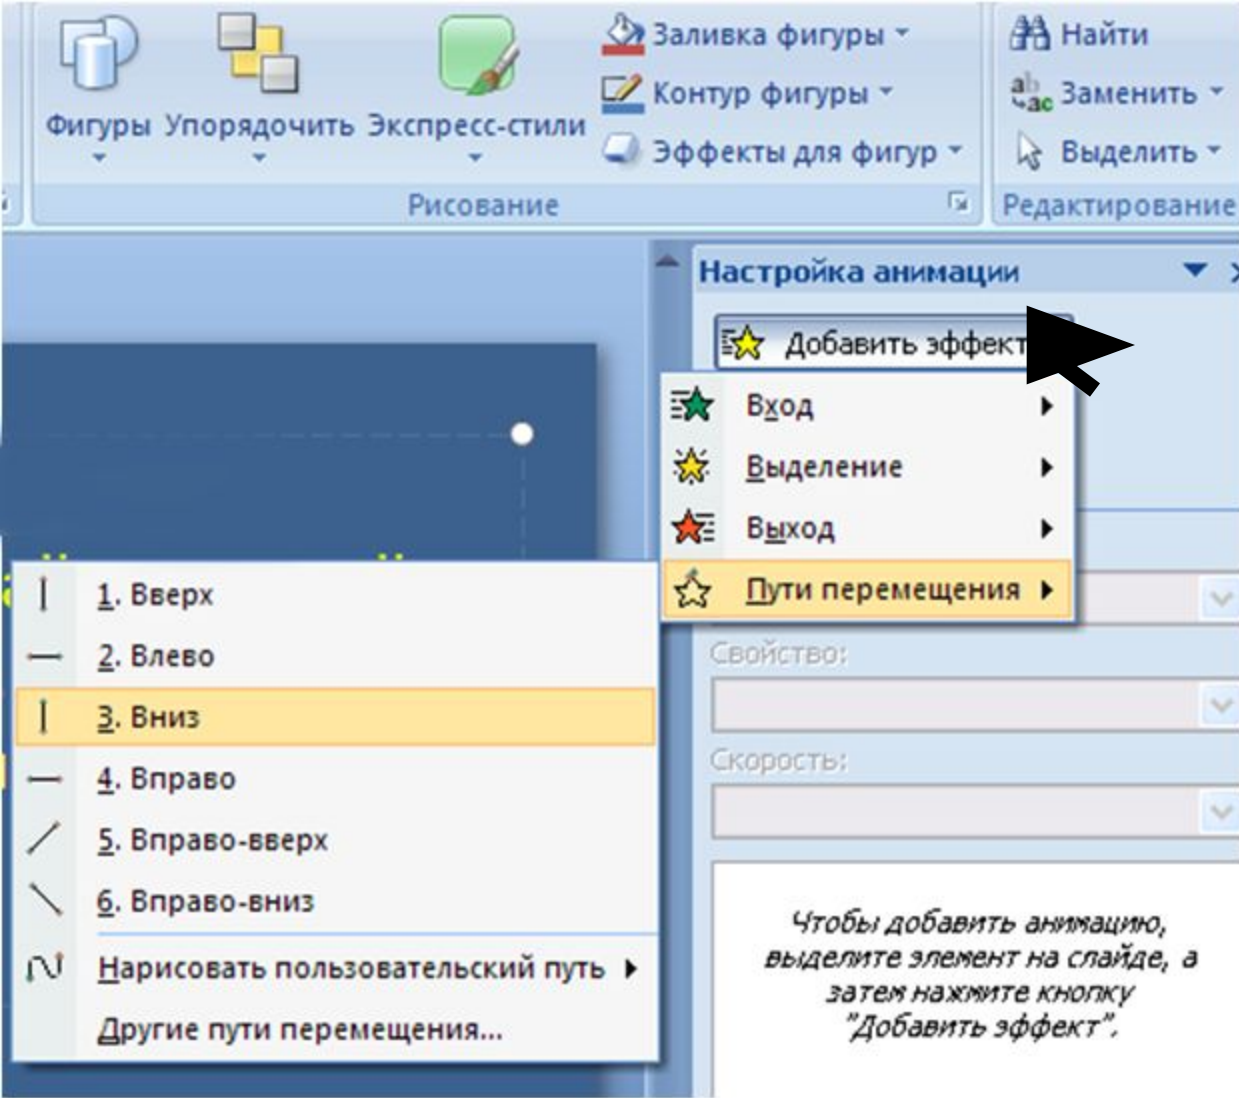 Фигуры
Упорядочить
Экспресс-стили
Заливка фигуры
Контур фигуры
Эффекты для фигур
Рисование
Найти
Заменить
Выделить
Редактирование
Настройка анимации
Добавить эффект
Вход
Выделение
Выход
Пути перемещения
1. Вверх
2. Влево
3. Вниз
4. Вправо
5. Вправо-вверх
6. Вправо-вниз
Нарисовать пользовательский путь
Другие пути перемещения...
Свойство:
Скорость:
Чтобы добавить анимацию,
выделите элемент на слайде, а
затем нажмите кнопку
"Добавить эффект".